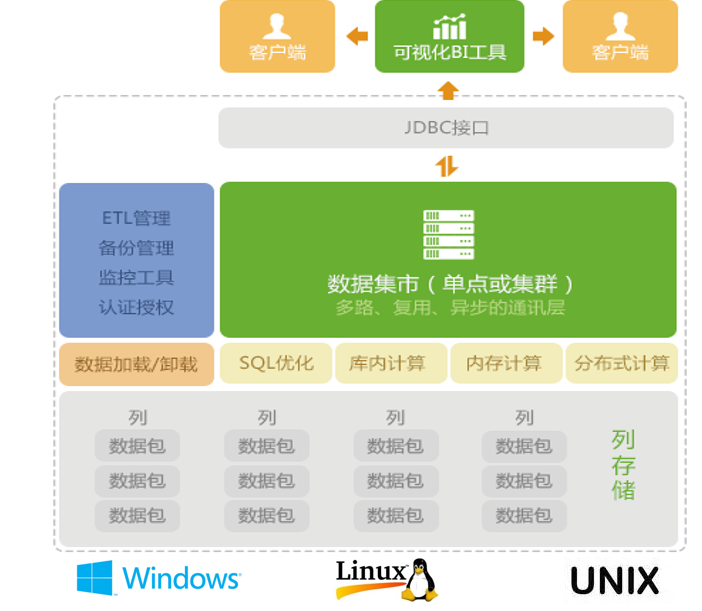 客户端
可视化BI工具
客户端
JDBC接口
ETL管理
备份管理
监控工具
认证授权
数据集市（单点或集群）
多路、复用、异步的通讯层
数据加载/卸载
SQL优化
库内计算
内存计算
分布式计算
列
列
列
列
数据包
数据包
数据包
数据包
数据包
数据包
数据包
数据包
数据包
数据包
数据包
数据包
列存储
Windows
Linux
UNIX